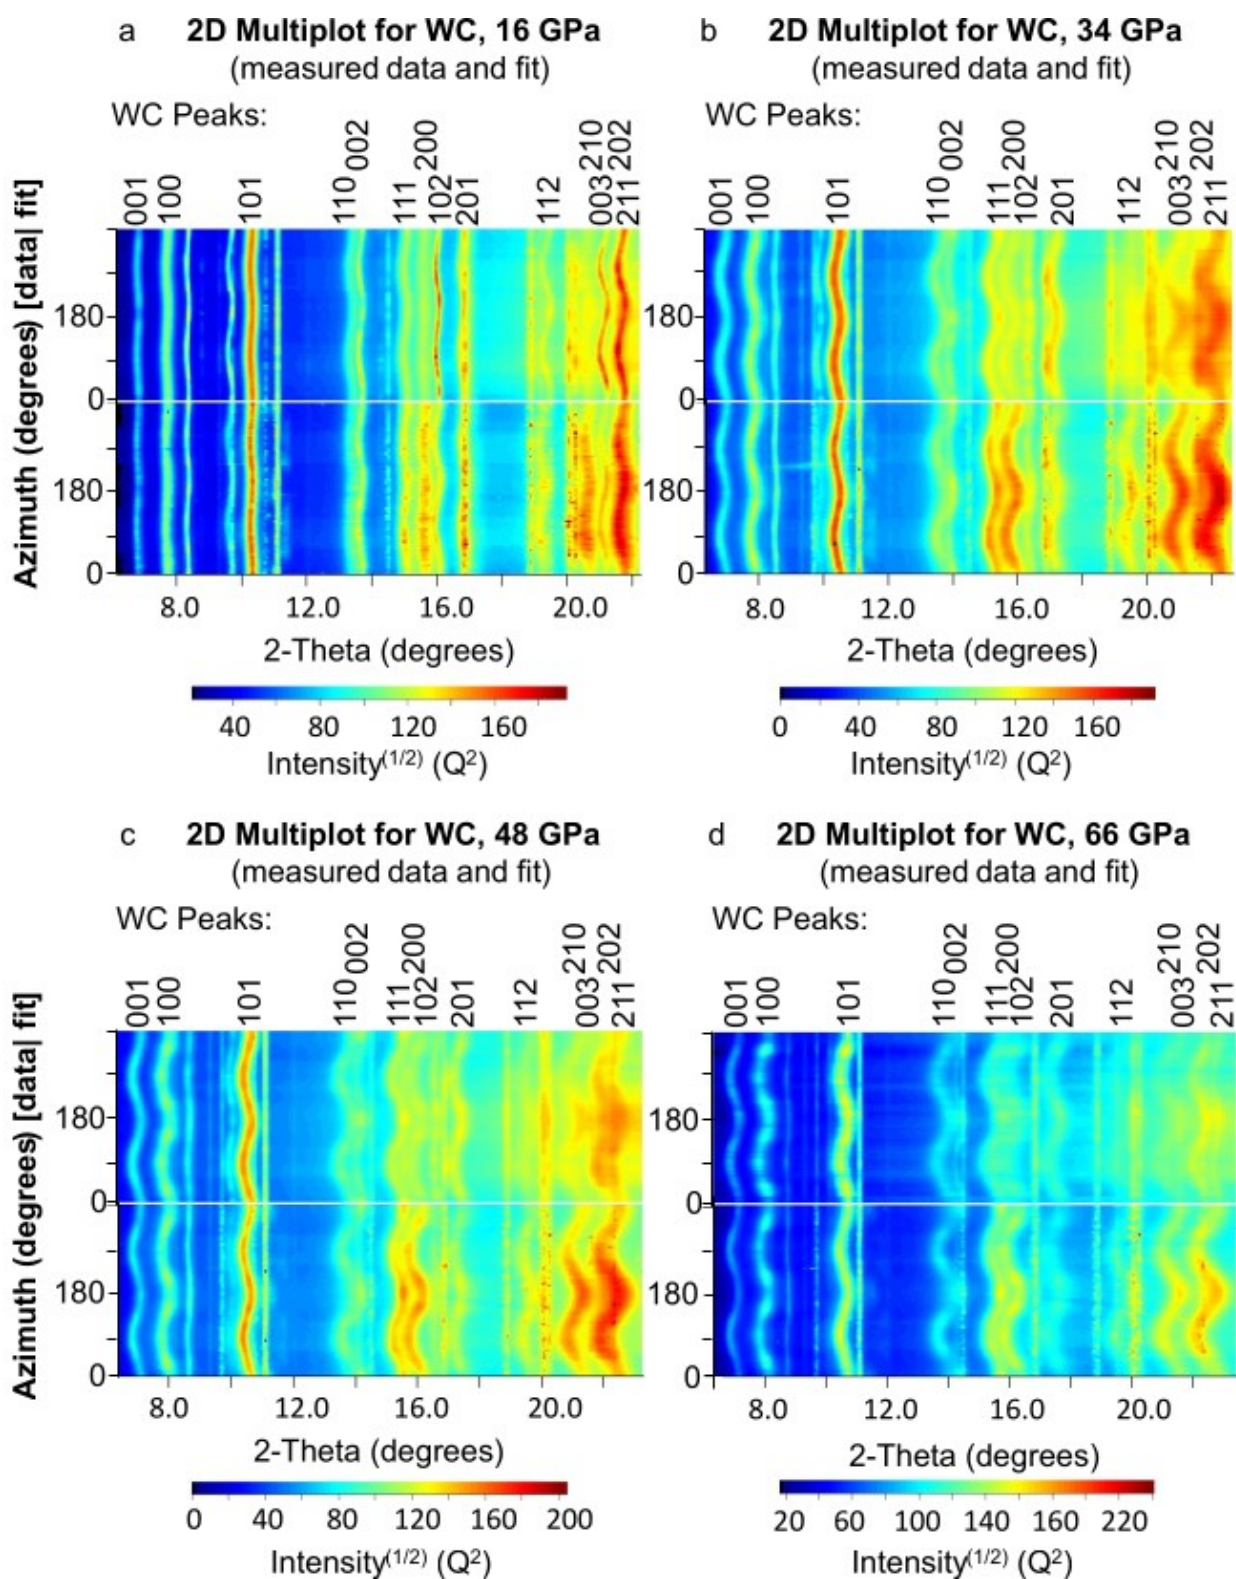 a 2D Multiplot for WC, 16 GPa
(measured data and fit)
WC Peaks:
001 100 101 110 002 111 200 102 201 112 003 210 211 202
Azimuth (degrees) [data| fit]
180
0
180
0
8.0 12.0 16.0 20.0
2-Theta (degrees)
40 80 120 160
Intensity(1/2) (Q2)
b 2D Multiplot for WC, 34 GPa
(measured data and fit)
001 100 101 110 002 111 200 102 201 112 003 210 211 202
180
0
180
0
8.0 12.0 16.0 20.0
2-Theta (degrees)
0 40 80 120 160
Intensity(1/2) (Q2)
c 2D Multiplot for WC, 48 GPa
(measured data and fit)
WC Peaks:
001 100 101 110 002 111 200 102 201 112 003 210 211 202
Azimuth (degrees) [data| fit]
180
0
180
0
8.0 12.0 16.0 20.0
2-Theta (degrees)
0 40 80 120 160 200
Intensity(1/2) (Q2)
d 2D Multiplot for WC, 66 GPa
(measured data and fit)
001 100 101 110 002 111 200 102 201 112 003 210 211 202
180
0
180
0
8.0 12.0 16.0 20.0
2-Theta (degrees)
20 60 100 140 160 220
Intensity(1/2) (Q2)